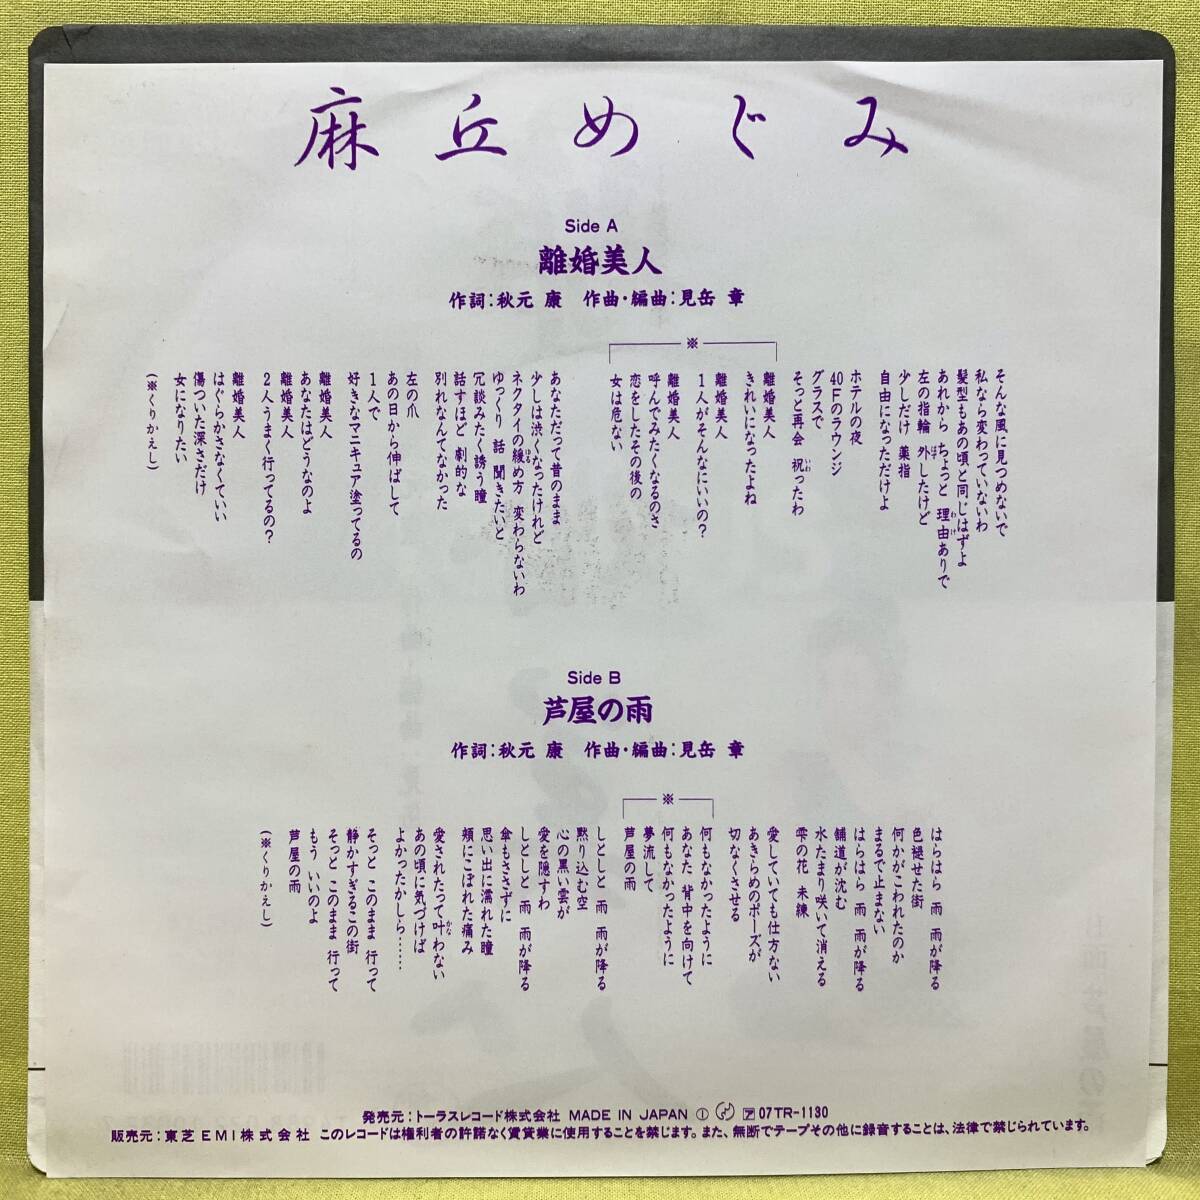 麻丘めぐみ
Side A
離婚美人
作詞：秋元 康　作曲・編曲：見岳 章
そんな風に見つめないで
私なら変わっていないわ
髪型もあの頃と同じはずよ
あれから ちょっと 理由ありで
わけ
左の指輪 外したけど
はず
少しだけ 薬指
自由になっただけよ
ホテルの夜
40Fのラウンジ
グラスで
そっと再会 祝ったわ
いわ
※
離婚美人
きれいになったよね
離婚美人
1人がそんなにいいの？
離婚美人
呼んでみたくなるのさ
恋をしたその後の
女は危ない
あなただって昔のまま
少しは渋くなったけれど
ネクタイの緩め方 変わらないわ
ゆる
ゆっくり 話 聞きたいと
冗談みたく誘う瞳
話すほど 劇的な
別れなんてなかった
左の爪
あの日から伸ばして
1人で
好きなマニキュア塗ってるの
離婚美人
あなたはどうなのよ
離婚美人
2人うまく行ってるの？
離婚美人
はぐらかさなくていい
傷ついた深さだけ
女になりたい
（※くりかえし）
Side B
芦屋の雨
作詞：秋元 康　作曲・編曲：見岳 章
はらはら 雨 雨が降る
色褪せた街
何かがこわれたのか
まるで止まない
はらはら 雨 雨が降る
舗道が沈む
水たまり咲いて消える
雫の花 未練
愛していても仕方ない
あきらめのポーズが
切なくさせる
※
何もなかったように
あなた 背中を向けて
何もなかったように
夢流して
芦屋の雨
しとしと 雨 雨が降る
黙り込む空
心の黒い雲が
愛を隠すわ
しとしと 雨 雨が降る
傘もささずに
思い出に濡れた瞳
頬にこぼれた痛み
愛されたって叶わない
かな
あの頃に気づけば
よかったかしら……
そっと このまま 行って
静かすぎるこの街
そっと このまま 行って
もう いいのよ
芦屋の雨
（※くりかえし）
発売元：トーラスレコード株式会社 MADE IN JAPAN 07TR-1130
販売元：東芝EMI株式会社 このレコードは権利者の許諾なく賃貸業に使用することを禁じます。また、無断でテープその他に録音することは、法律で禁じられています。